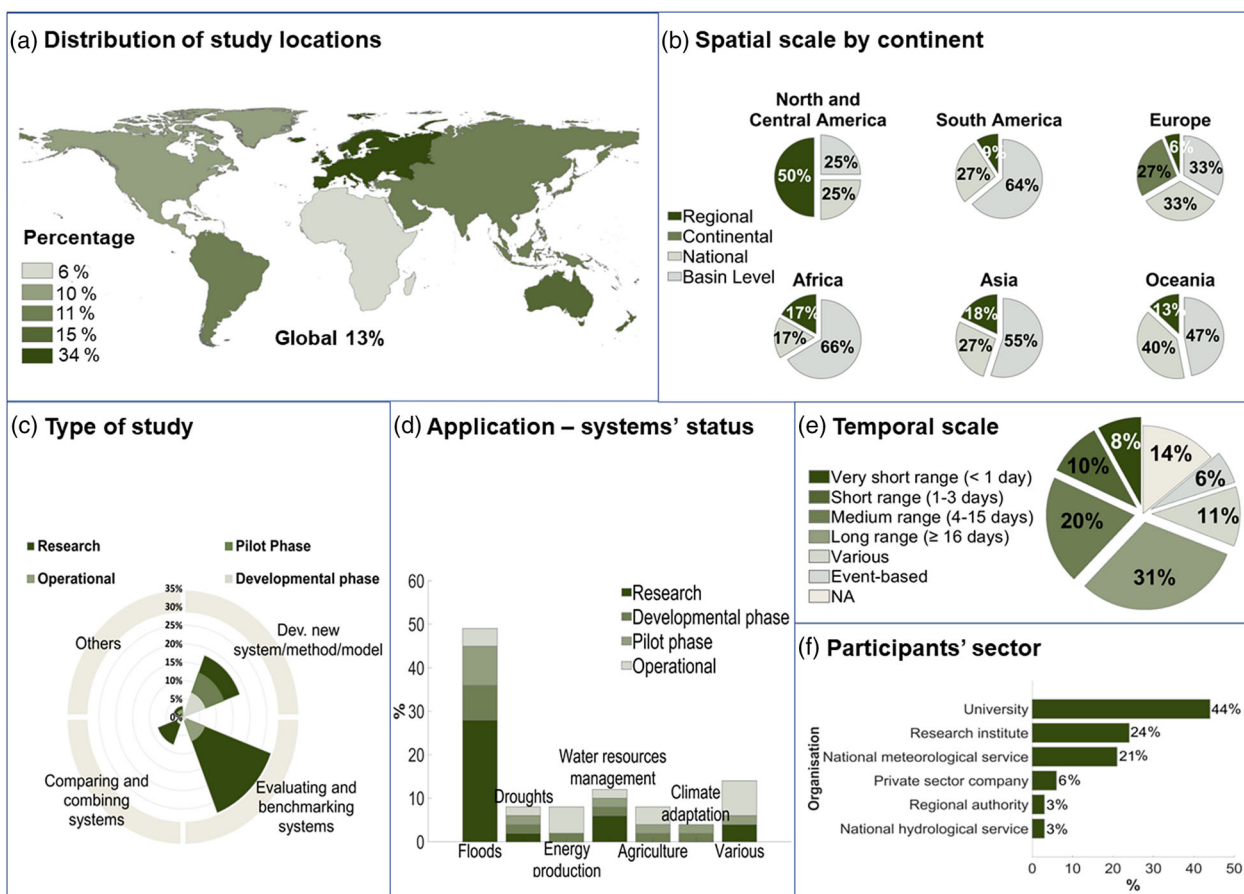 (a) Distribution of study locations
Percentage
6 %
10 %
11 %
15 %
34 %
Global 13%
(b) Spatial scale by continent
North and
Central America
50%
25%
25%
South America
9%
27%
64%
Europe
6%
27%
33%
33%
Regional
Continental
National
Basin Level
Africa
17%
17%
66%
Asia
18%
27%
55%
Oceania
13%
40%
47%
(c) Type of study
Research
Pilot Phase
Operational
Developmental phase
35%
30%
25%
20%
15%
10%
5%
0%
Others
Dev. new
system/method/model
Comparing and
combinng
systems
Evaluating and
benchmarking
systems
(d) Application – systems' status
60
50
40
30
20
10
0
%
Research
Developmental phase
Pilot phase
Operational
Floods
Droughts
Energy
production
Water resources
management
Agriculture
Climate
adaptation
Various
(e) Temporal scale
Very short range (< 1 day)
Short range (1-3 days)
Medium range (4-15 days)
Long range (≥ 16 days)
Various
Event-based
NA
8%
14%
10%
6%
20%
11%
31%
(f) Participants' sector
Organisation
University
44%
Research institute
24%
National meteorological service
21%
Private sector company
6%
Regional authority
3%
National hydrological service
3%
0 10 20 30 40 50
%